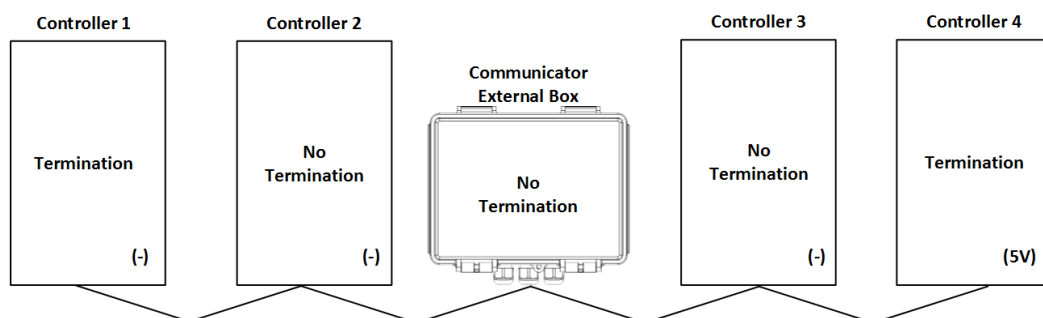 Controller 1
Controller 2
Controller 3
Controller 4
Communicator
External Box
Termination
No
Termination
No
Termination
No
Termination
Termination
(-)
(-)
(-)
(5V)